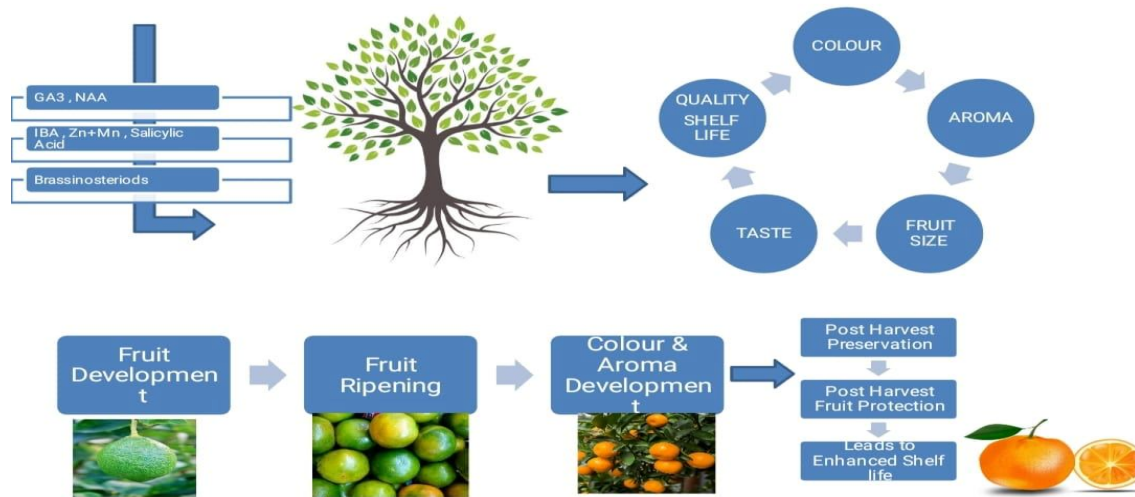 GA3 , NAA
IBA , Zn+Mn , Salicylic
Acid
Brassinosteriods
COLOUR
AROMA
FRUIT
SIZE
TASTE
QUALITY
SHELF
LIFE
Fruit
Developmen
t
Fruit
Ripening
Colour &
Aroma
Developmen
t
Post Harvest
Preservation
Post Harvest
Fruit Protection
Leads to
Enhanced Shelf
life